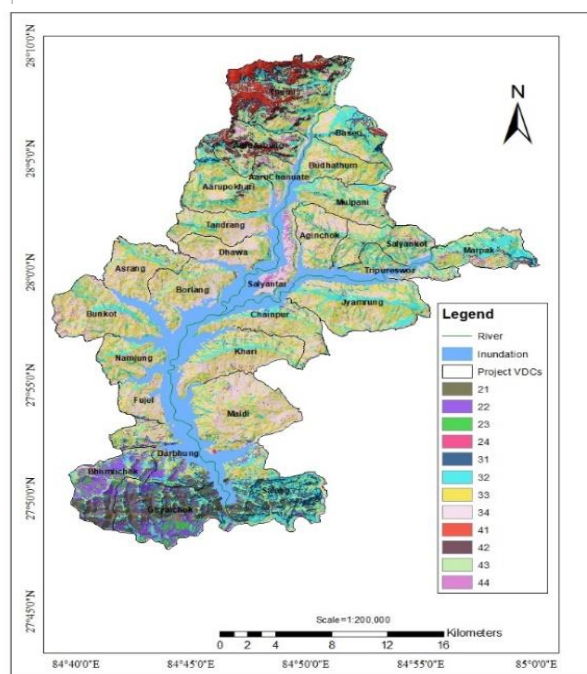 28°10'0"N
28°5'0"N
28°0'0"N
27°55'0"N
27°50'0"N
27°45'0"N
N
Baseri
Budhathum
AaruChanuate
Aarupokhari
Mulpani
Tandrang
Aginchok
Salyankot
Marpak
Dhawa
Tripureswor
Asrang
Salyantar
Borlang
Jyamrung
Bunkot
Chainpur
Namjung
Khari
Fujel
Maidi
Darbhung
Bhumlichok
Salang
Ghyalchok
Legend
River
Inundation
Project VDCs
21
22
23
24
31
32
33
34
41
42
43
44
Scale=1:200,000
Kilometers
0 2 4 8 12 16
84°40'0"E 84°45'0"E 84°50'0"E 84°55'0"E 85°0'0"E